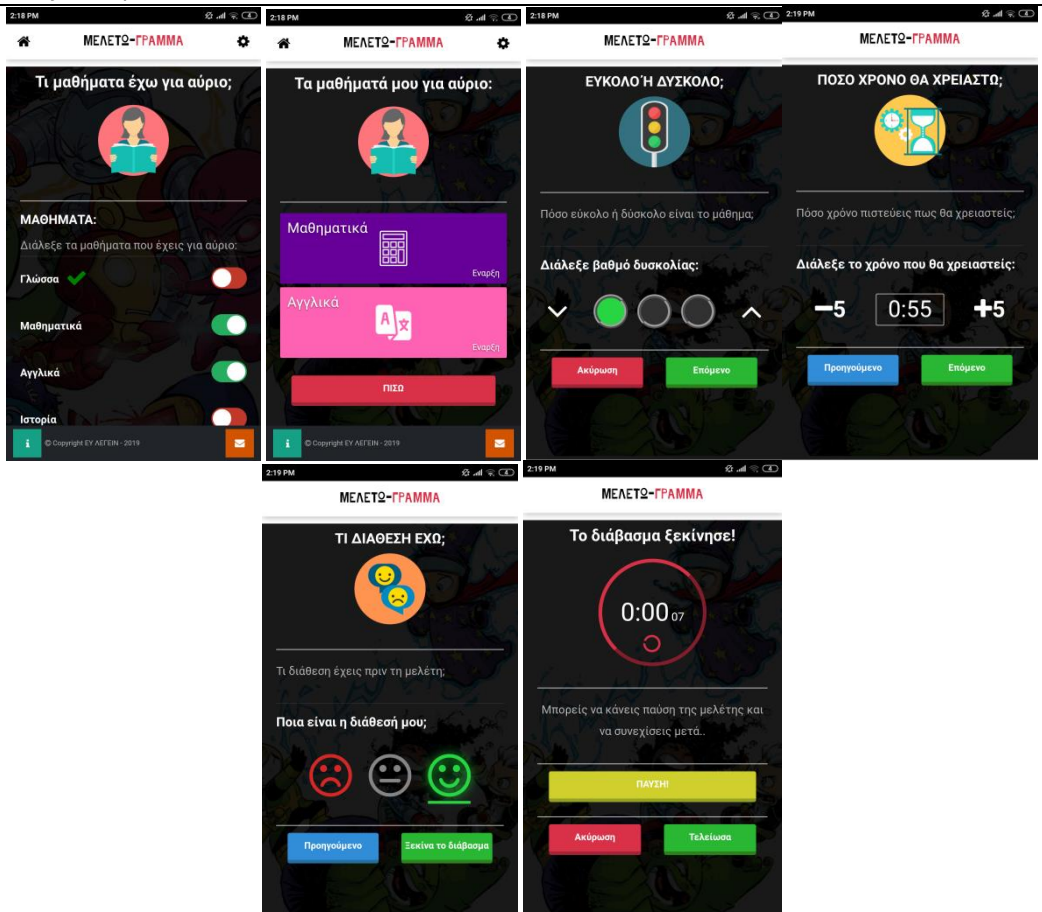 2:18 PM
ΜΕΛΕΤΩ-ΓΡΑΜΜΑ
Τι μαθήματα έχω για αύριο;
ΜΑΘΗΜΑΤΑ:
Διάλεξε τα μαθήματα που έχεις για αύριο:
Γλώσσα
Μαθηματικά
Αγγλικά
Ιστορία
i © Copyright ΕΥ ΛΕΓΕΙΝ - 2019
2:18 PM
ΜΕΛΕΤΩ-ΓΡΑΜΜΑ
Τα μαθήματά μου για αύριο:
Μαθηματικά
Έναρξη
Αγγλικά
A
Έναρξη
ΠΙΣΩ
i © Copyright ΕΥ ΛΕΓΕΙΝ - 2019
2:18 PM
ΜΕΛΕΤΩ-ΓΡΑΜΜΑ
ΕΥΚΟΛΟ Ή ΔΥΣΚΟΛΟ;
Πόσο εύκολο ή δύσκολο είναι το μάθημα;
Διάλεξε βαθμό δυσκολίας:
Ακύρωση Επόμενο
2:19 PM
ΜΕΛΕΤΩ-ΓΡΑΜΜΑ
ΠΟΣΟ ΧΡΟΝΟ ΘΑ ΧΡΕΙΑΣΤΩ;
Πόσο χρόνο πιστεύεις πως θα χρειαστείς;
Διάλεξε το χρόνο που θα χρειαστείς:
-5 0:55 +5
Προηγούμενο Επόμενο
2:19 PM
ΜΕΛΕΤΩ-ΓΡΑΜΜΑ
ΤΙ ΔΙΑΘΕΣΗ ΕΧΩ;
Τι διάθεση έχεις πριν τη μελέτη;
Ποια είναι η διάθεσή μου;
Προηγούμενο Ξεκίνα το διάβασμα
2:19 PM
ΜΕΛΕΤΩ-ΓΡΑΜΜΑ
Το διάβασμα ξεκίνησε!
0:00 07
Μπορείς να κάνεις παύση της μελέτης και
να συνεχίσεις μετά..
ΠΑΥΣΗ!
Ακύρωση Τελείωσα